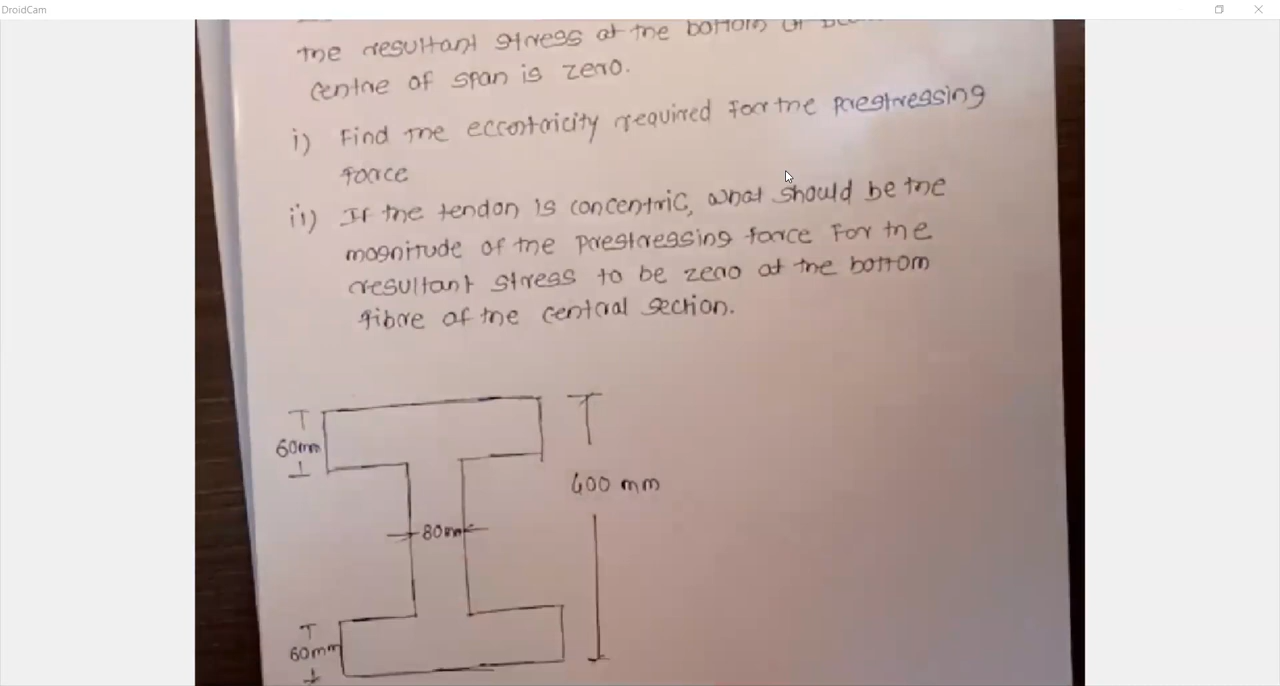 DroidCam
The resultant stress at the bottom of
centre of span is zero.
i) Find the eccentricity required for the prestressing
force
ii) If the tendon is concentric, what should be the
magnitude of the prestressing force For the
resultant stress to be zero at the bottom
fibre of the central section.
60mm
400 mm
80mm
60mm